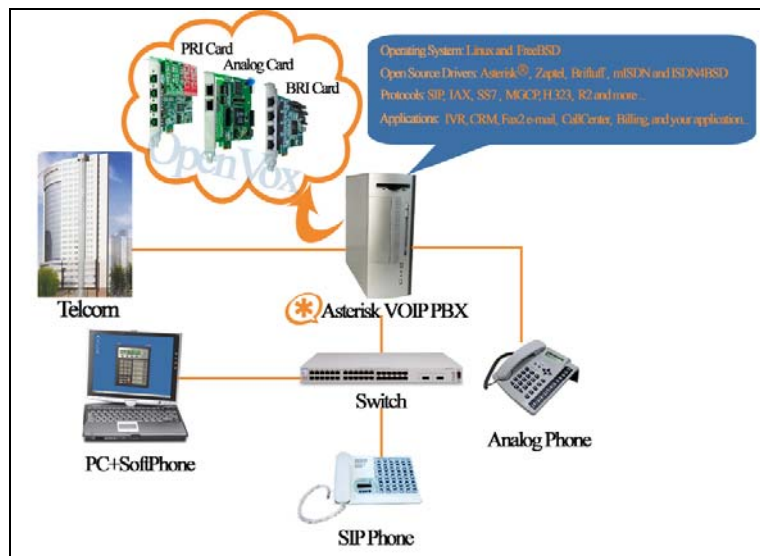 PRI Card
Analog Card
BRI Card
OpenVox
Operating System: Linux and FreeBSD
Open Source Drivers: Asterisk®, Zaptel, Brifluff, mISDN and ISDN4BSD
Protocols: SIP, IAX, SS7, MGCP, H.323, R2 and more...
Applications: IVR, CRM, Fax2 e-mail, CallCenter, Billing, and your application...
Telcom
Asterisk VOIP PBX
Switch
Analog Phone
PC+SoftPhone
SIP Phone